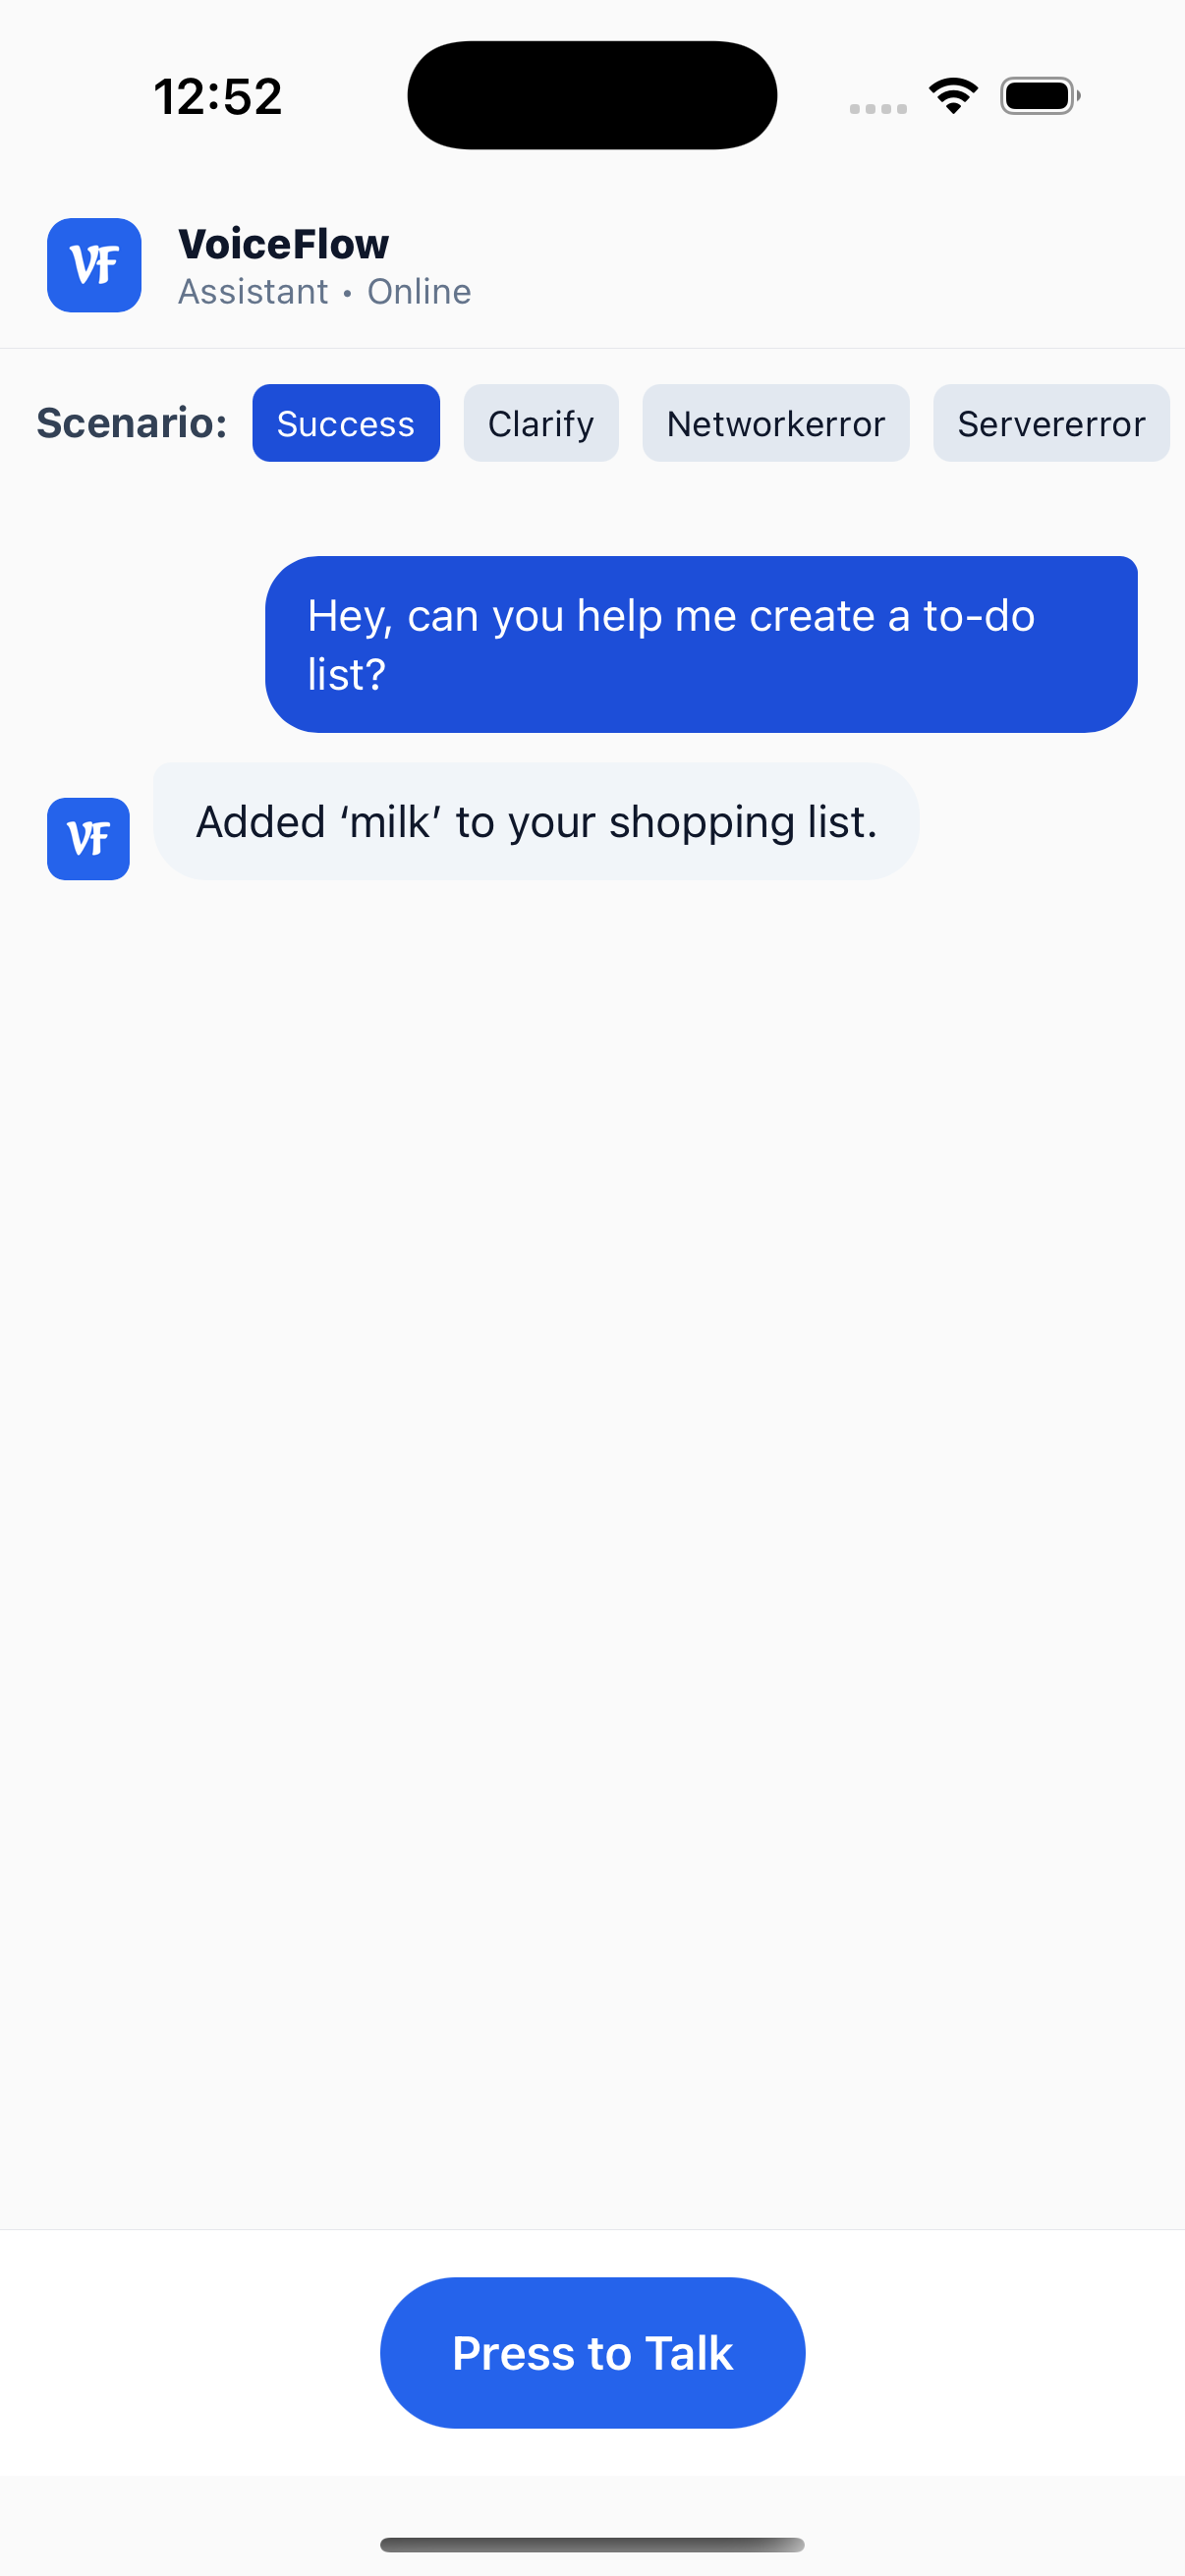 12:52
VF
VoiceFlow
Assistant • Online
Scenario: Success Clarify Networkerror Servererror
Hey, can you help me create a to-do
list?
VF
Added ‘milk’ to your shopping list.
Press to Talk